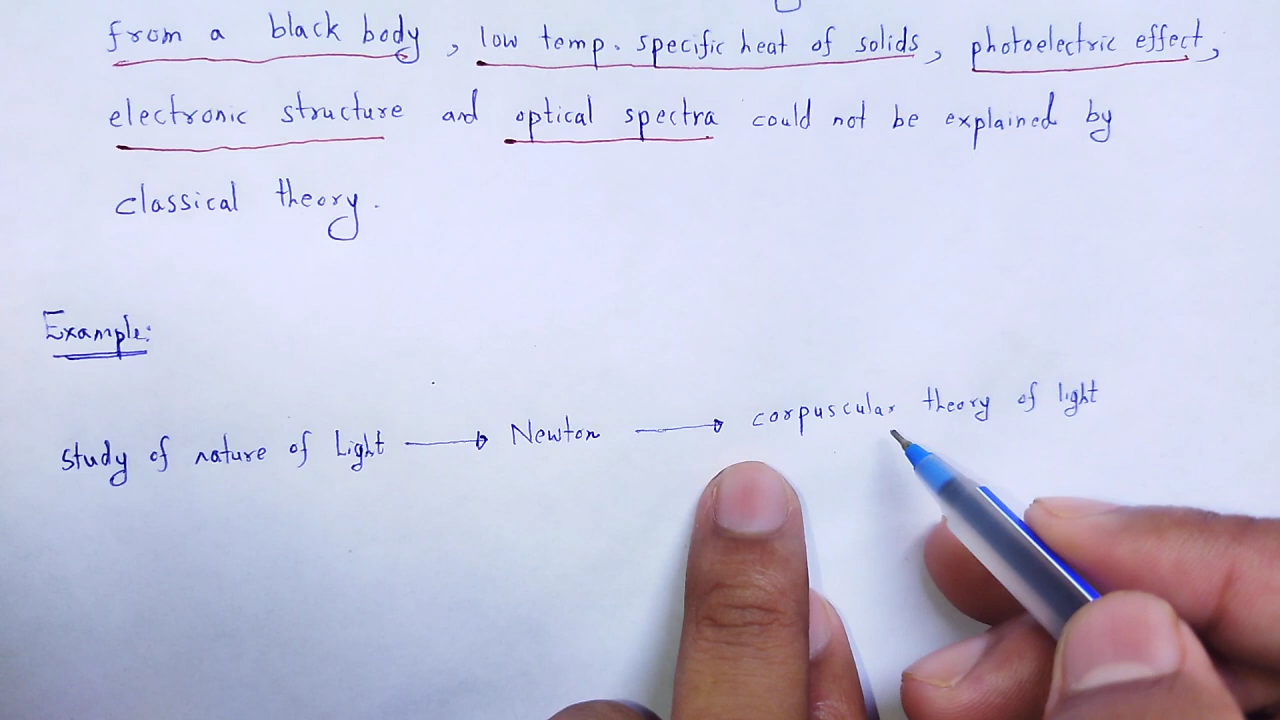 from a black body, low temp. specific heat of solids, photoelectric effect,
electronic structure and optical spectra could not be explained by
classical theory.
Example:
study of nature of Light → Newton → corpuscular theory of light